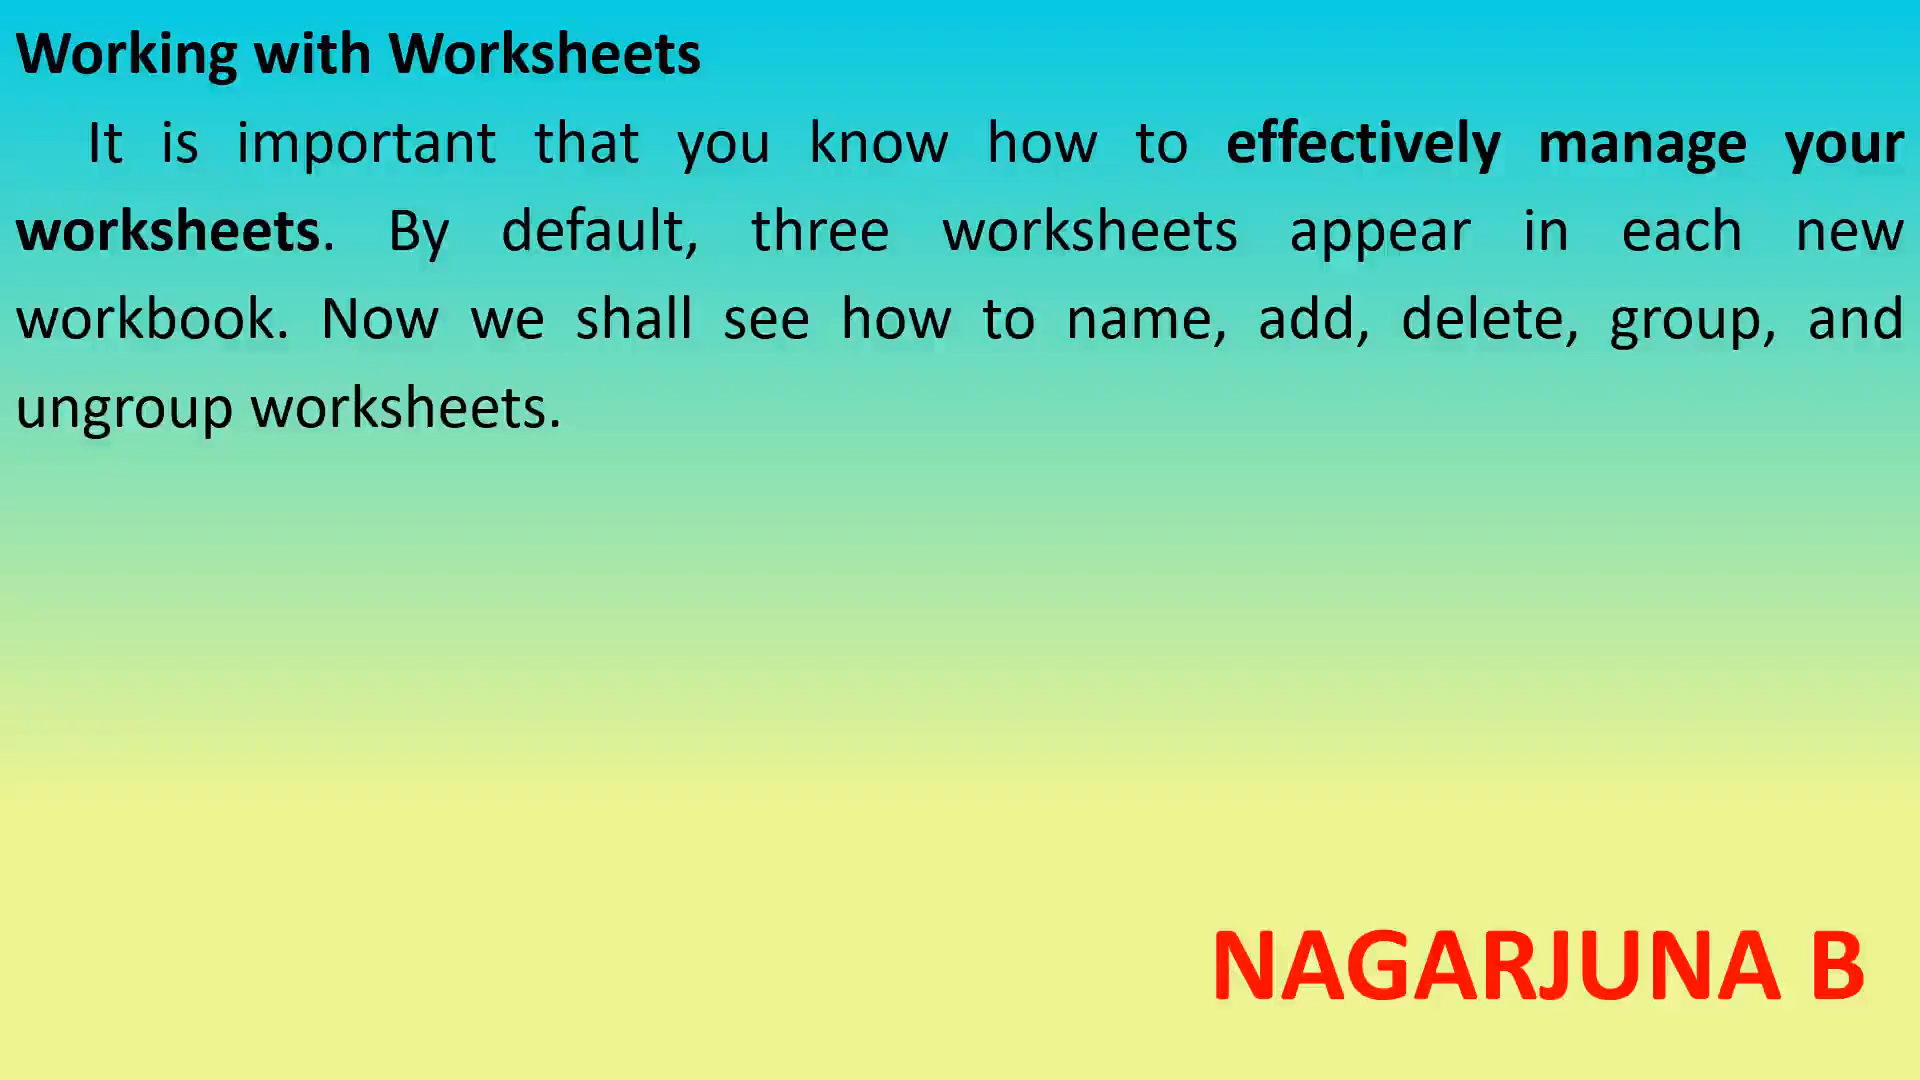 Working with Worksheets
It is important that you know how to effectively manage your
worksheets. By default, three worksheets appear in each new
workbook. Now we shall see how to name, add, delete, group, and
ungroup worksheets.
NAGARJUNA B